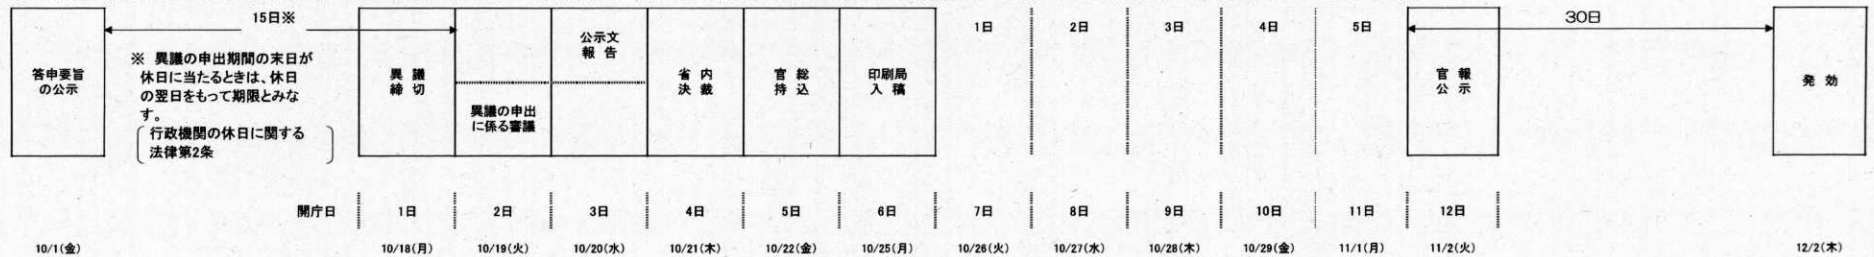 答申要旨
の公示
15日※
※ 異議の申出期間の末日が
休日に当たるときは、休日
の翌日をもって期限とみな
す。
行政機関の休日に関する
法律第2条
異 議
締 切
異議の申出
に係る審議
公示文
報 告
省 内
決 裁
官 総
持 込
印刷局
入 稿
1日
2日
3日
4日
5日
官 報
公 示
30日
発 効
開庁日
1日
2日
3日
4日
5日
6日
7日
8日
9日
10日
11日
12日
10/1(金)
10/18(月)
10/19(火)
10/20(水)
10/21(木)
10/22(金)
10/25(月)
10/26(火)
10/27(水)
10/28(木)
10/29(金)
11/1(月)
11/2(火)
12/2(木)